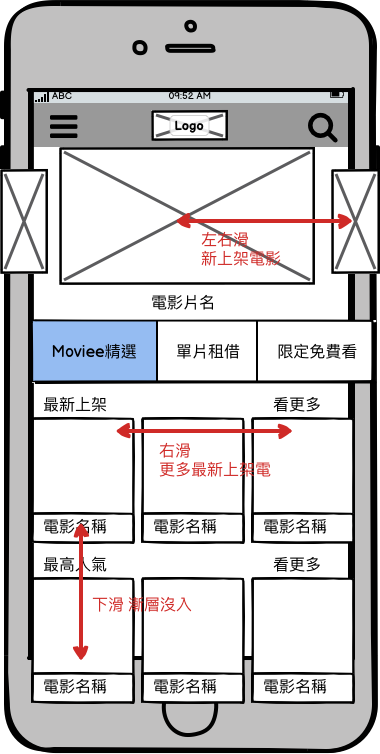 ABC 09:52 AM
Logo
左右滑
新上架電影
電影片名
Moviee精選 單片租借 限定免費看
最新上架 看更多
右滑
更多最新上架電
電影名稱 電影名稱 電影名稱
最高人氣 看更多
下滑 漸層沒入
電影名稱 電影名稱 電影名稱